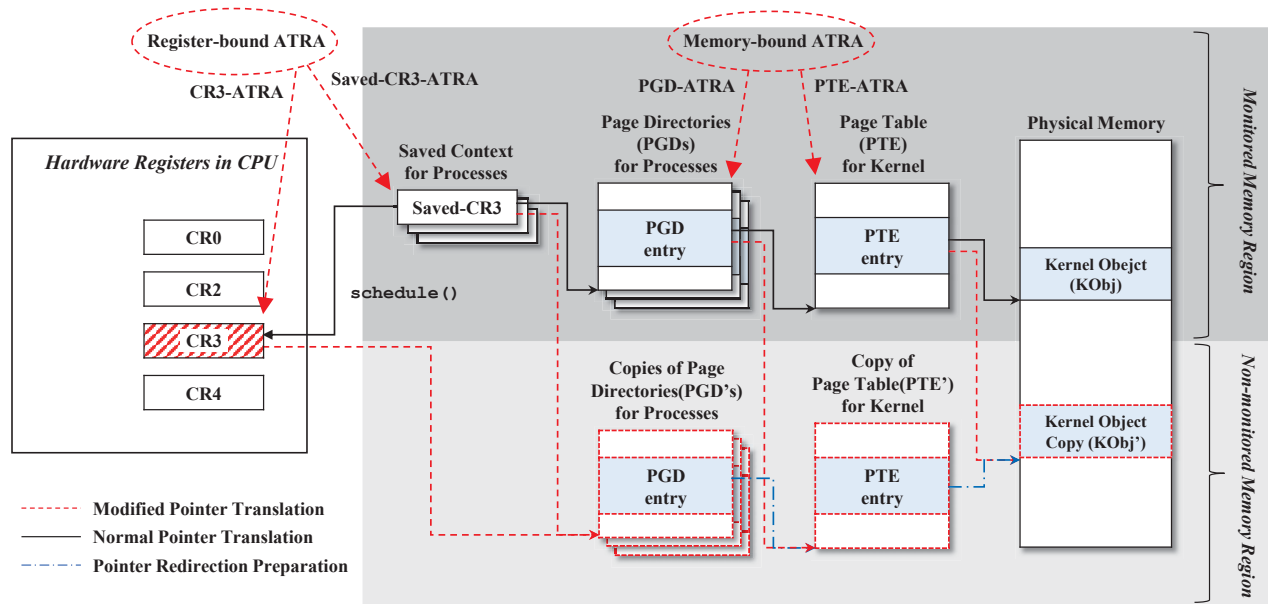 Register-bound ATRA
Saved-CR3-ATRA
CR3-ATRA
Memory-bound ATRA
PGD-ATRA
PTE-ATRA
Monitored Memory Region
Hardware Registers in CPU
CR0
CR2
CR3
CR4
schedule()
Saved Context
for Processes
Saved-CR3
Page Directories
(PGDs)
for Processes
PGD
entry
Page Table
(PTE)
for Kernel
PTE
entry
Physical Memory
Kernel Obejct
(KObj)
Copies of Page
Directories(PGD's)
for Processes
PGD
entry
Copy of
Page Table(PTE')
for Kernel
PTE
entry
Kernel Object
Copy (KObj')
Non-monitored Memory Region
Modified Pointer Translation
Normal Pointer Translation
Pointer Redirection Preparation